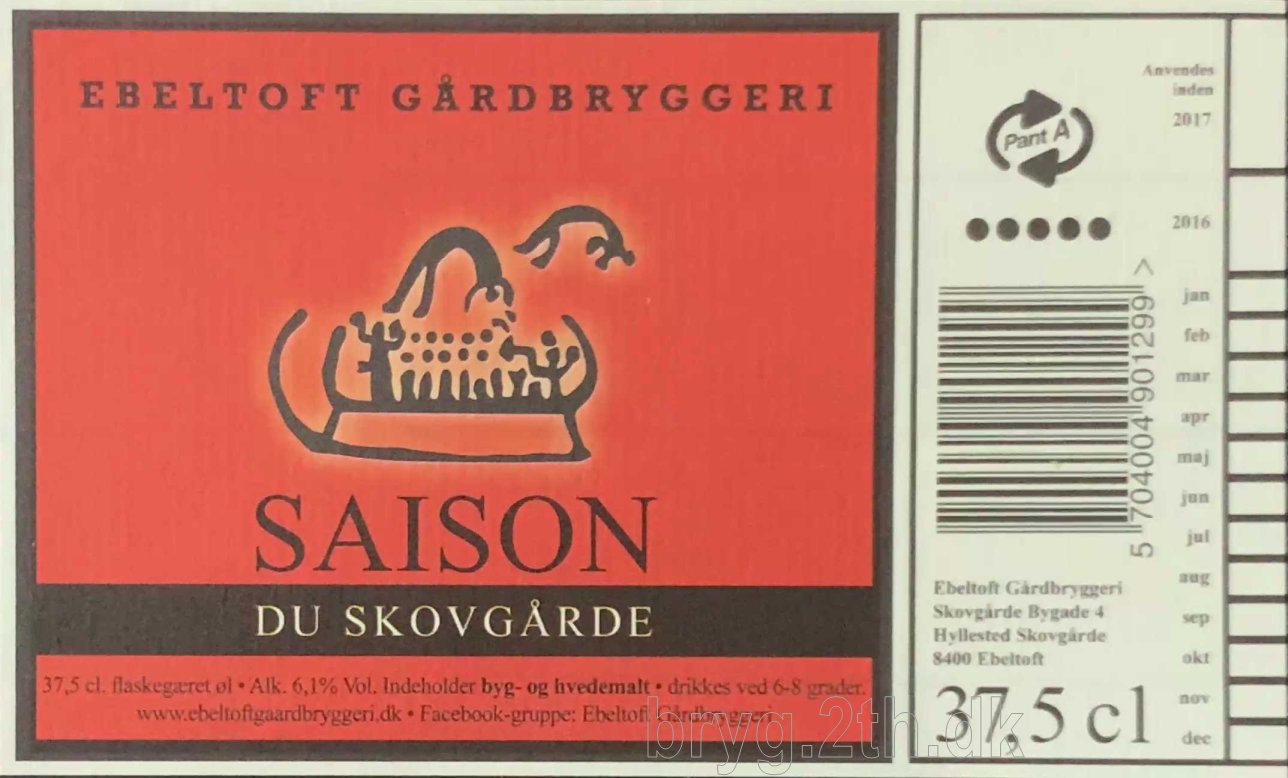 EBELTOFT GÅRDBRYGGERI
SAISON
DU SKOVGÅRDE
37,5 cl. flaskegæret øl • Alk. 6,1% Vol. Indeholder byg- og hvedemalt • drikkes ved 6-8 grader.
www.ebeltoftgaardbryggeri.dk • Facebook-gruppe: Ebeltoft Gårdbryggeri
Pant A
5 704004 901299 >
Ebeltoft Gårdbryggeri
Skovgårde Bygade 4
Hyllested Skovgårde
8400 Ebeltoft
37,5 cl
Anvendes
inden
2017
2016
jan
feb
mar
apr
maj
jun
jul
aug
sep
okt
nov
dec
bryg.2th.dk